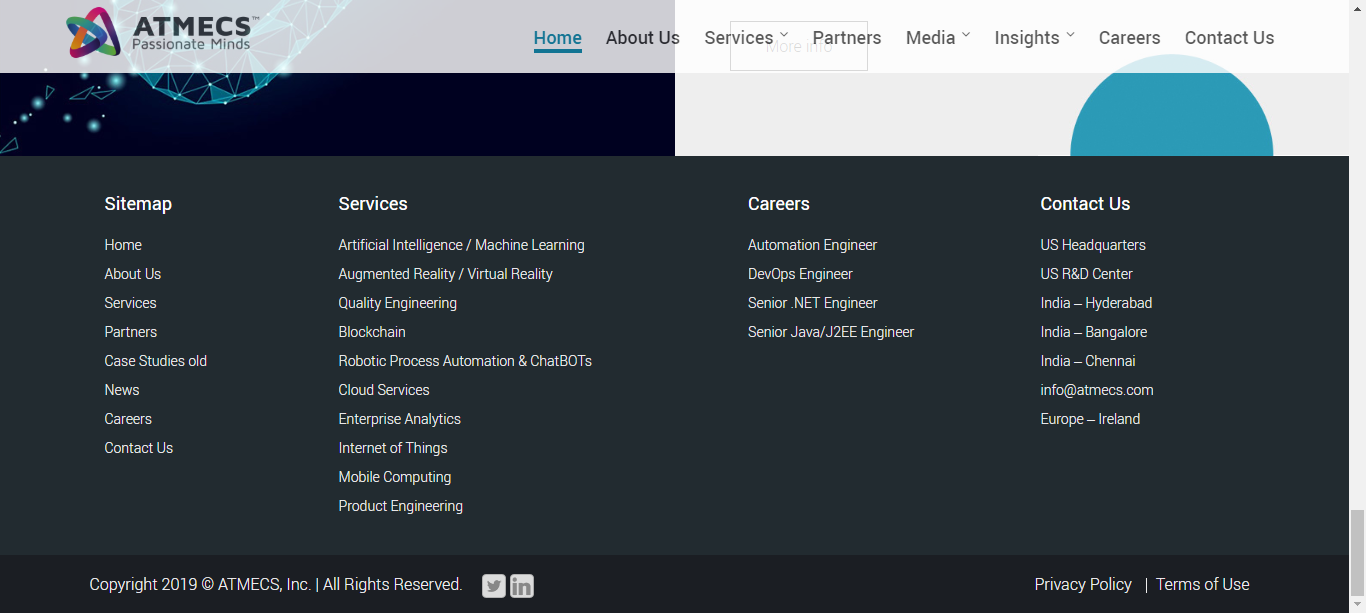 ATMECS™
Passionate Minds
Home About Us Services Partners Media Insights Careers Contact Us
More info
Sitemap
Home
About Us
Services
Partners
Case Studies old
News
Careers
Contact Us
Services
Artificial Intelligence / Machine Learning
Augmented Reality / Virtual Reality
Quality Engineering
Blockchain
Robotic Process Automation & ChatBOTs
Cloud Services
Enterprise Analytics
Internet of Things
Mobile Computing
Product Engineering
Careers
Automation Engineer
DevOps Engineer
Senior .NET Engineer
Senior Java/J2EE Engineer
Contact Us
US Headquarters
US R&D Center
India – Hyderabad
India – Bangalore
India – Chennai
info@atmecs.com
Europe – Ireland
Copyright 2019 © ATMECS, Inc. | All Rights Reserved. in
Privacy Policy | Terms of Use